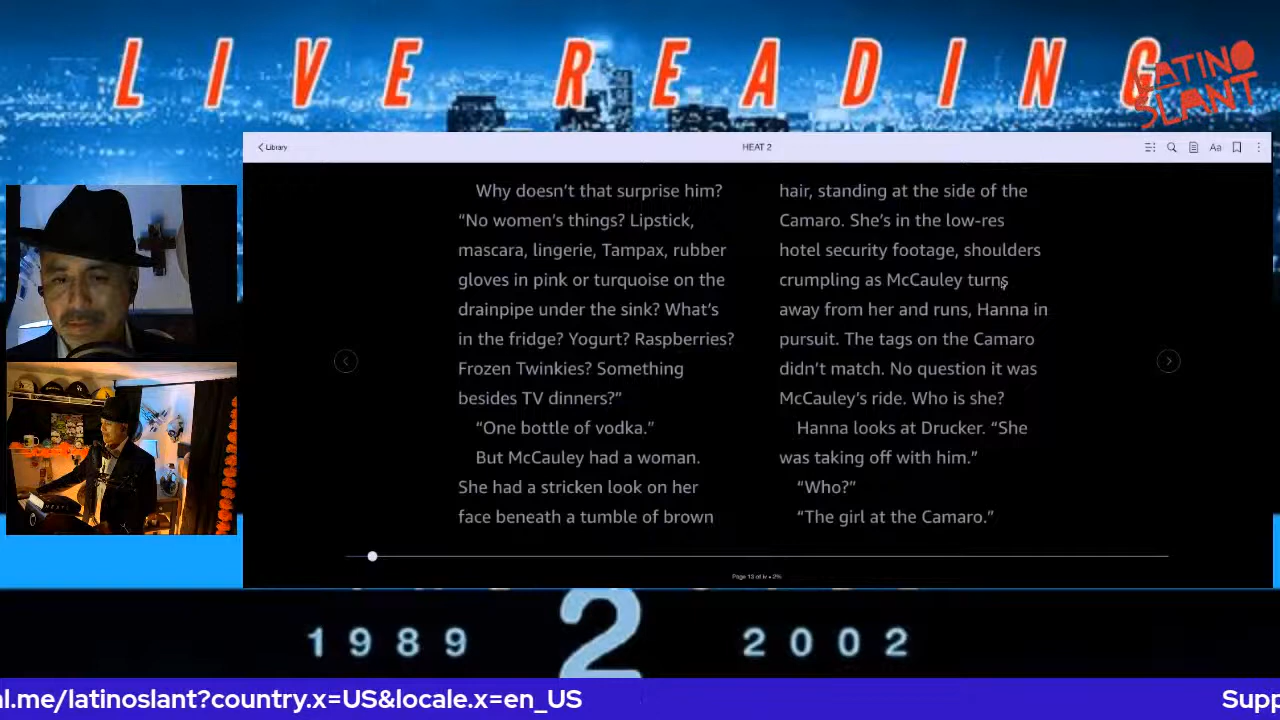 LIVE READING
LATINO
SLANT
Library
HEAT 2
Aa
Why doesn’t that surprise him?
“No women’s things? Lipstick,
mascara, lingerie, Tampax, rubber
gloves in pink or turquoise on the
drainpipe under the sink? What’s
in the fridge? Yogurt? Raspberries?
Frozen Twinkies? Something
besides TV dinners?”
“One bottle of vodka.”
But McCauley had a woman.
She had a stricken look on her
face beneath a tumble of brown
hair, standing at the side of the
Camaro. She’s in the low-res
hotel security footage, shoulders
crumpling as McCauley turns
away from her and runs, Hanna in
pursuit. The tags on the Camaro
didn’t match. No question it was
McCauley’s ride. Who is she?
Hanna looks at Drucker. “She
was taking off with him.”
“Who?”
“The girl at the Camaro.”
Page 13 of iv • 2%
1989 2 2002
al.me/latinoslant?country.x=US&locale.x=en_US
Supp